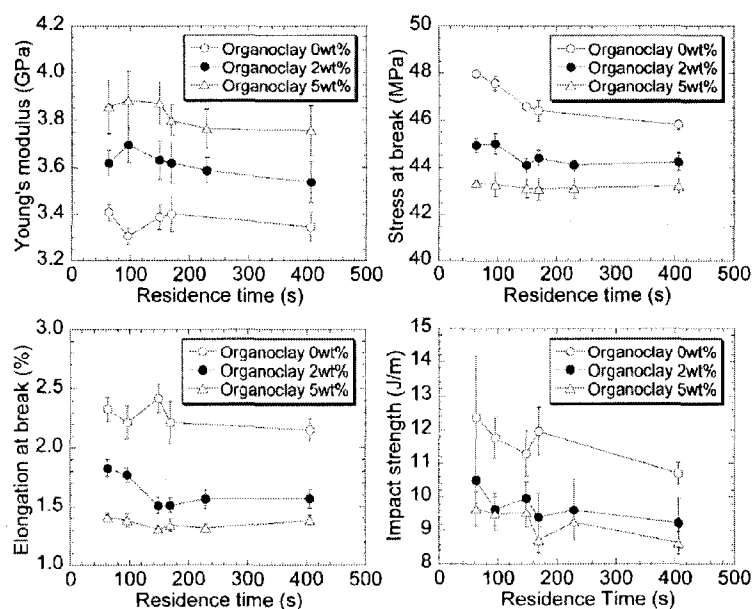 4.2
4.0
3.8
3.6
3.4
3.2
Young's modulus (GPa)
Organoclay 0wt%
Organoclay 2wt%
Organoclay 5wt%
0 100 200 300 400 500
Residence time (s)
50
48
46
44
42
40
Stress at break (MPa)
Organoclay 0wt%
Organoclay 2wt%
Organoclay 5wt%
0 100 200 300 400 500
Residence time (s)
3.0
2.5
2.0
1.5
1.0
Elongation at break (%)
Organoclay 0wt%
Organoclay 2wt%
Organoclay 5wt%
0 100 200 300 400 500
Residence time (s)
15
14
13
12
11
10
9
8
Impact strength (J/m)
Organoclay 0wt%
Organoclay 2wt%
Organoclay 5wt%
0 100 200 300 400 500
Residence Time (s)